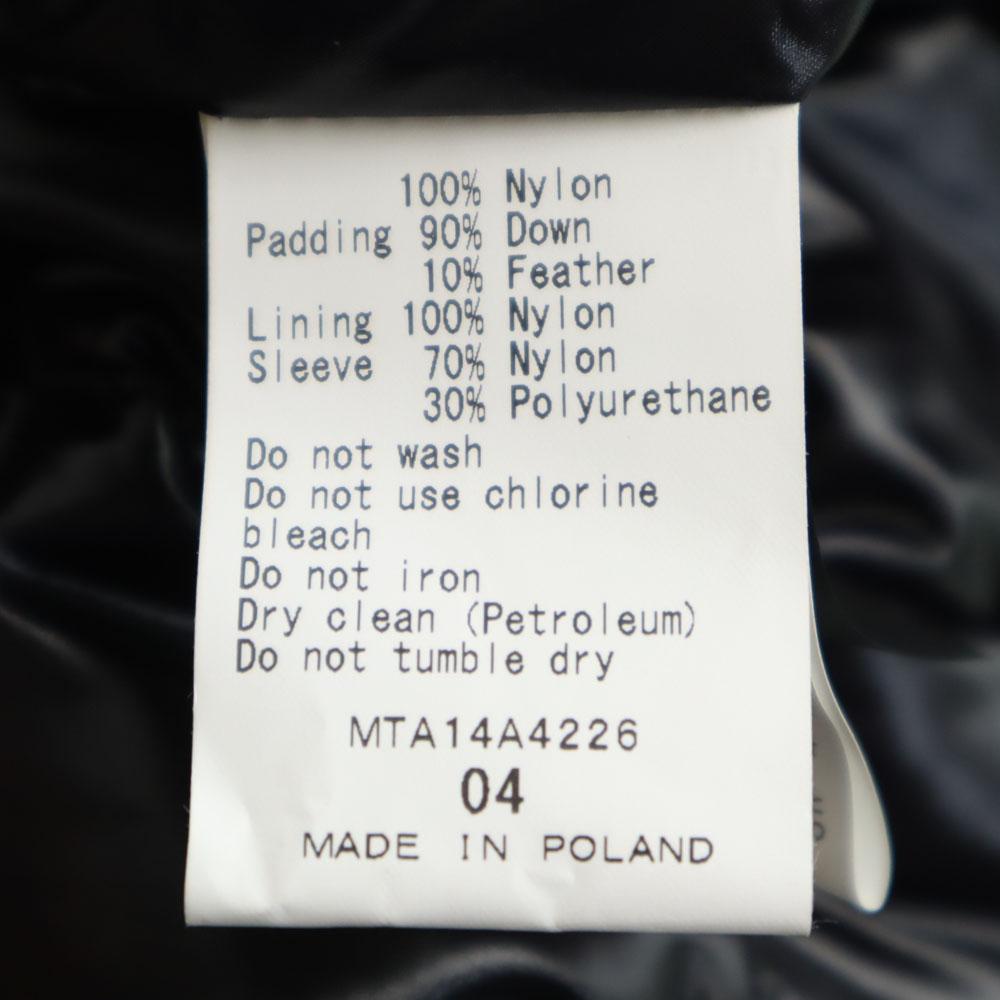 100% Nylon
Padding 90% Down
10% Feather
Lining 100% Nylon
Sleeve 70% Nylon
30% Polyurethane
Do not wash
Do not use chlorine
bleach
Do not iron
Dry clean (Petroleum)
Do not tumble dry
MTA14A4226
04
MADE IN POLAND